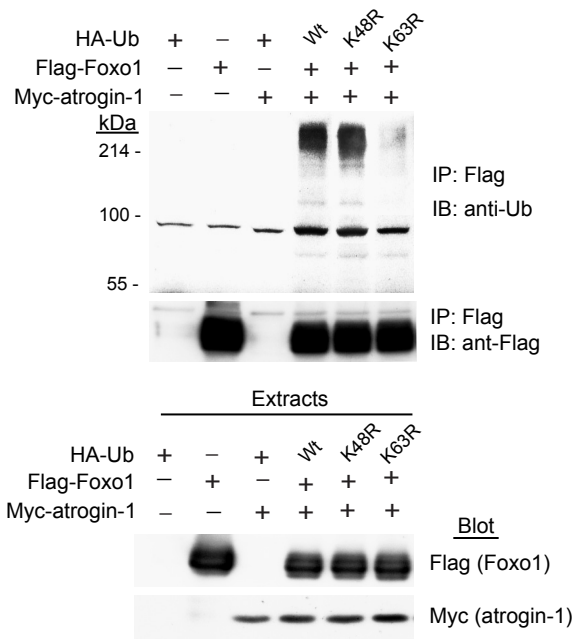 HA-Ub + – + Wt K48R K63R
Flag-Foxo1 – + – + + +
Myc-atrogin-1 – – + + + +
kDa
214 -
IP: Flag
IB: anti-Ub
100 -
55 -
IP: Flag
IB: ant-Flag
Extracts
HA-Ub + – + Wt K48R K63R
Flag-Foxo1 – + – + + +
Myc-atrogin-1 – – + + + +
Blot
Flag (Foxo1)
Myc (atrogin-1)